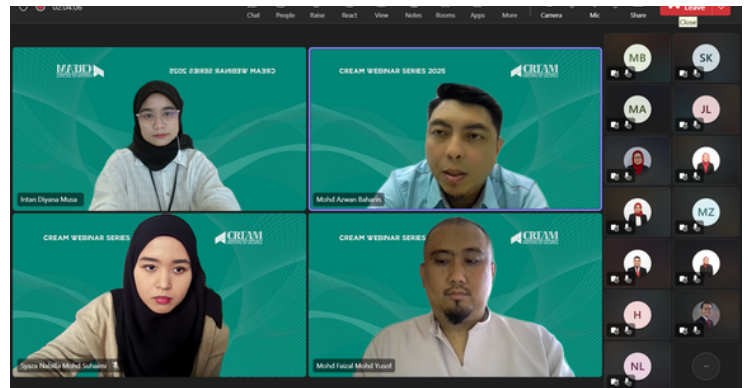 02:04:06
Chat People Raise React View Notes Rooms Apps More Camera Mic Share Leave
Close
CREAM
CREAM WEBINAR SERIES 2025
Intan Diyana Musa
CREAM WEBINAR SERIES 2025
CREAM
Mohd Azwan Baharin
CREAM WEBINAR SERIES
CREAM
Syaza Nabilla Mohd Suhaimi
CREAM WEBINAR SERIES
CREAM
Mohd Faizal Mohd Yusof
MB
SK
MA
JL
MZ
H
NL